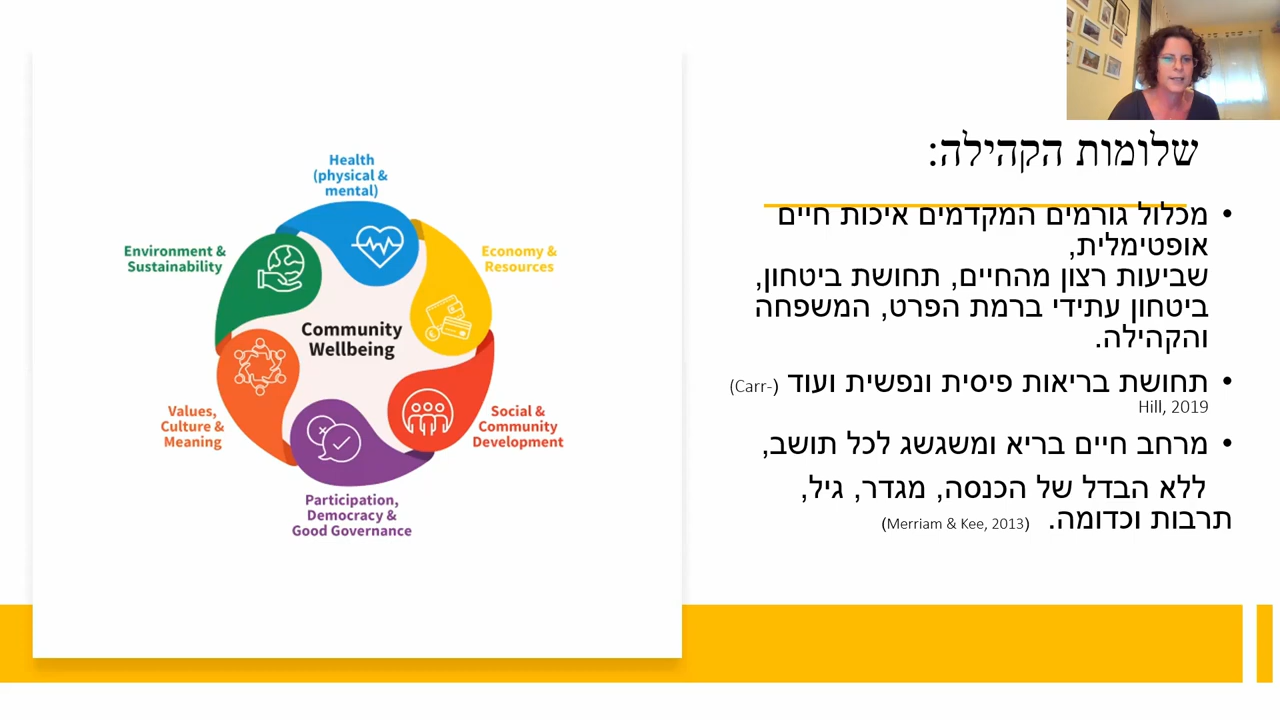 שלומות הקהילה:
• מכלול גורמים המקדמים איכות חיים
אופטימלית,
שביעות רצון מהחיים, תחושת ביטחון,
ביטחון עתידי ברמת הפרט, המשפחה
והקהילה.
• תחושת בריאות פיסית ונפשית ועוד (Carr-
Hill, 2019
• מרחב חיים בריא ומשגשג לכל תושב,
ללא הבדל של הכנסה, מגדר, גיל,
תרבות וכדומה. (Merriam & Kee, 2013)
Health
(physical &
mental)
Economy &
Resources
Social &
Community
Development
Participation,
Democracy &
Good Governance
Values,
Culture &
Meaning
Environment &
Sustainability
Community
Wellbeing